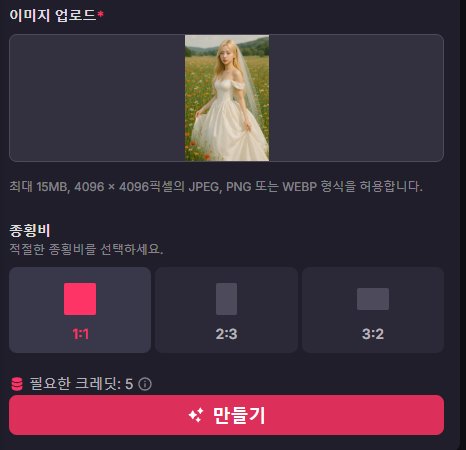 이미지 업로드*
최대 15MB, 4096 × 4096픽셀의 JPEG, PNG 또는 WEBP 형식을 허용합니다.
종횡비
적절한 종횡비를 선택하세요.
1:1
2:3
3:2
필요한 크레딧: 5
만들기